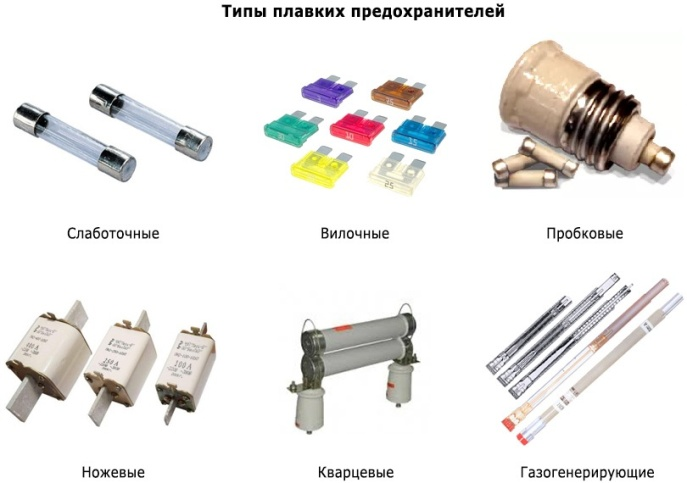 Типы плавких предохранителей
Слаботочные
Вилочные
Пробковые
Ножевые
Кварцевые
Газогенерирующие